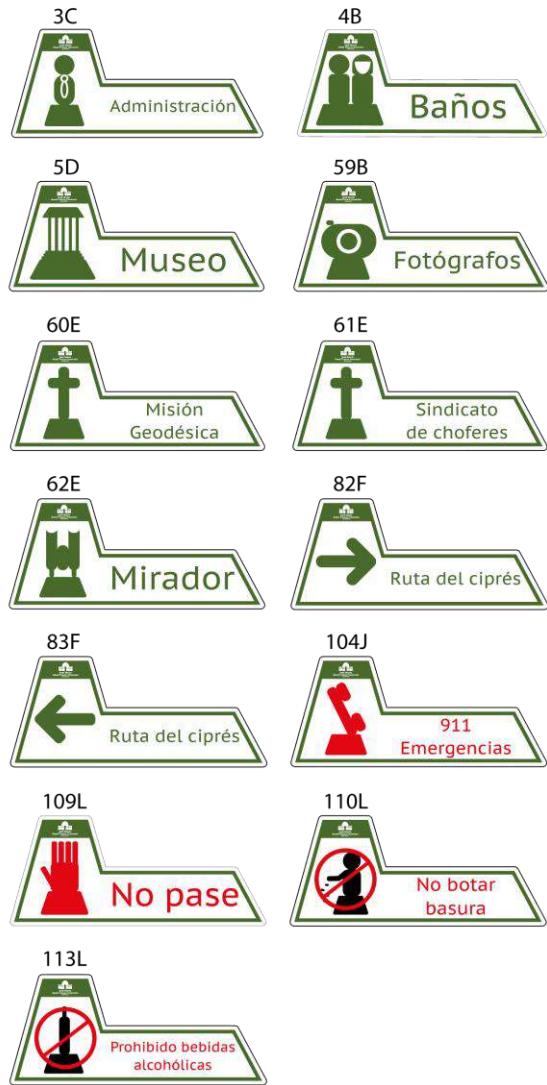 3C
Administración
4B
Baños
5D
Museo
59B
Fotógrafos
60E
Misión
Geodésica
61E
Sindicato
de choferes
62E
Mirador
82F
Ruta del ciprés
83F
Ruta del ciprés
104J
911
Emergencias
109L
No pase
110L
No botar
basura
113L
Prohibido bebidas
alcohólicas